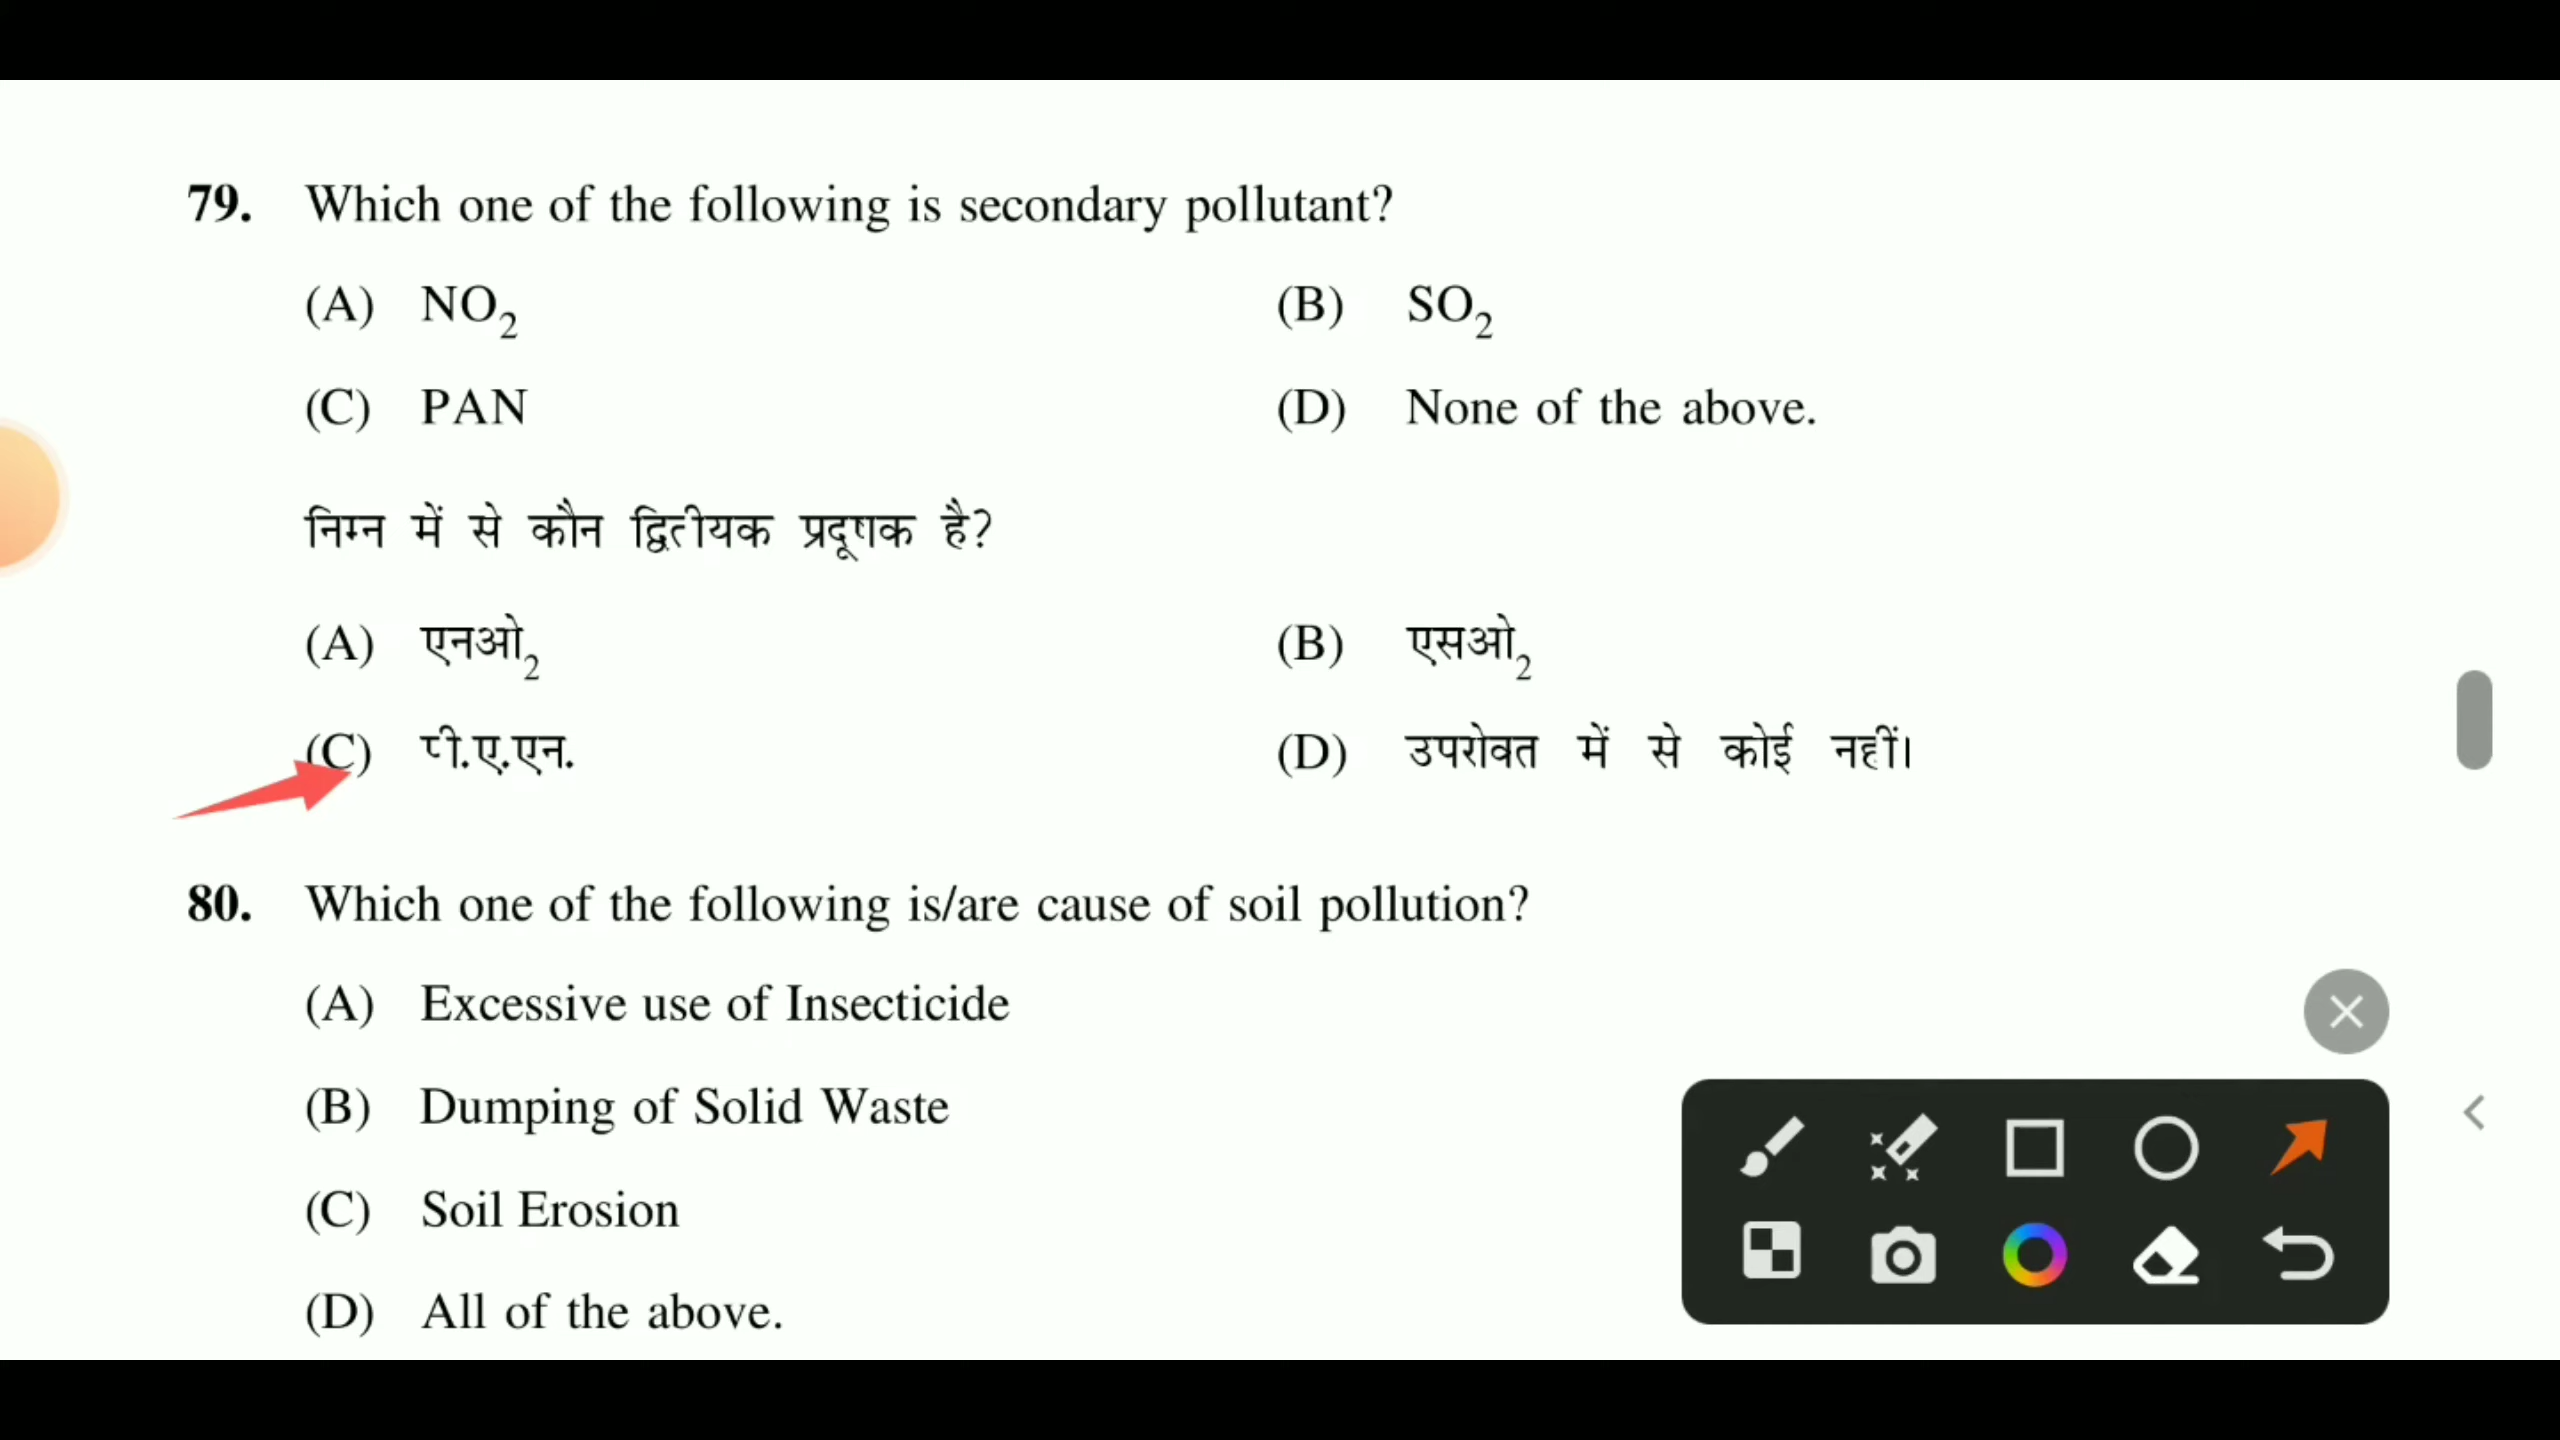 79. Which one of the following is secondary pollutant?
(A) NO₂ (B) SO₂
(C) PAN (D) None of the above.
निम्न में से कौन द्वितीयक प्रदूषक है?
(A) एनओ₂ (B) एसओ₂
(C) पी.ए.एन. (D) उपरोक्त में से कोई नहीं।
80. Which one of the following is/are cause of soil pollution?
(A) Excessive use of Insecticide
(B) Dumping of Solid Waste
(C) Soil Erosion
(D) All of the above.